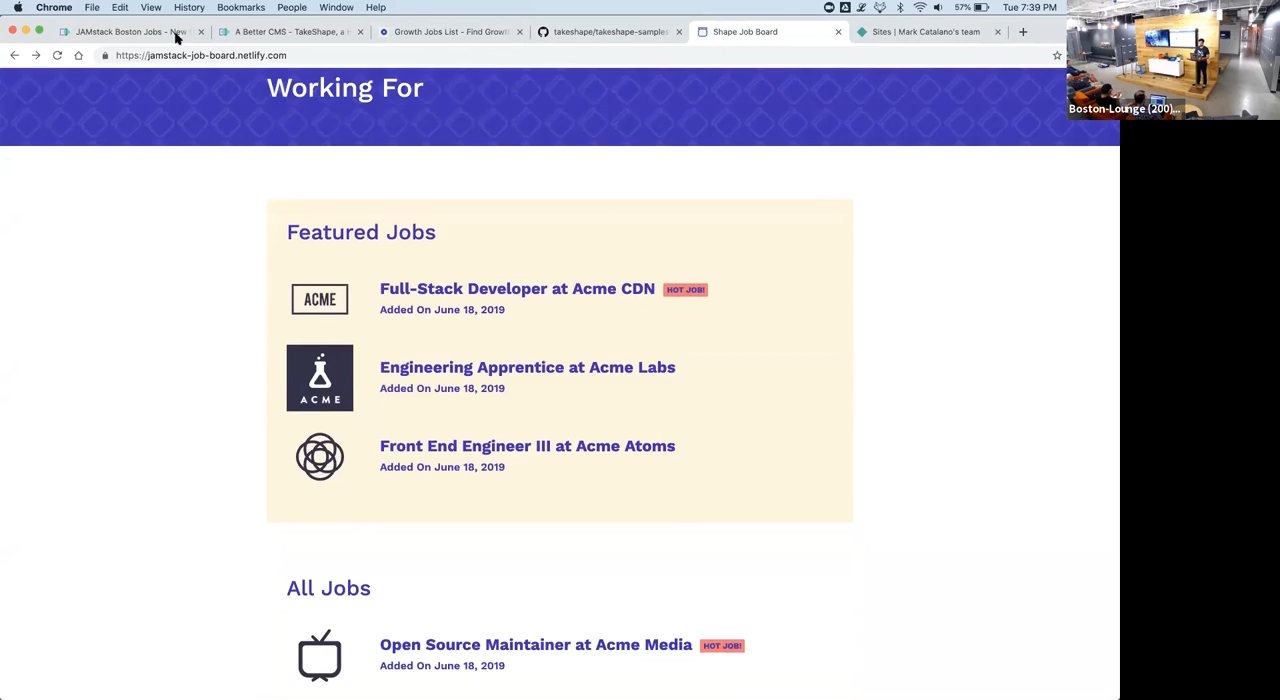 Chrome File Edit View History Bookmarks People Window Help 57% Tue 7:39 PM
JAMstack Boston Jobs - New A Better CMS - TakeShape, a Growth Jobs List - Find Growt takeshape/takeshape-samples Shape Job Board Sites | Mark Catalano's team
https://jamstack-job-board.netlify.com
Boston-Lounge (200)...
Working For
Featured Jobs
ACME
Full-Stack Developer at Acme CDN HOT JOB!
Added On June 18, 2019
ACME
Engineering Apprentice at Acme Labs
Added On June 18, 2019
Front End Engineer III at Acme Atoms
Added On June 18, 2019
All Jobs
Open Source Maintainer at Acme Media HOT JOB!
Added On June 18, 2019